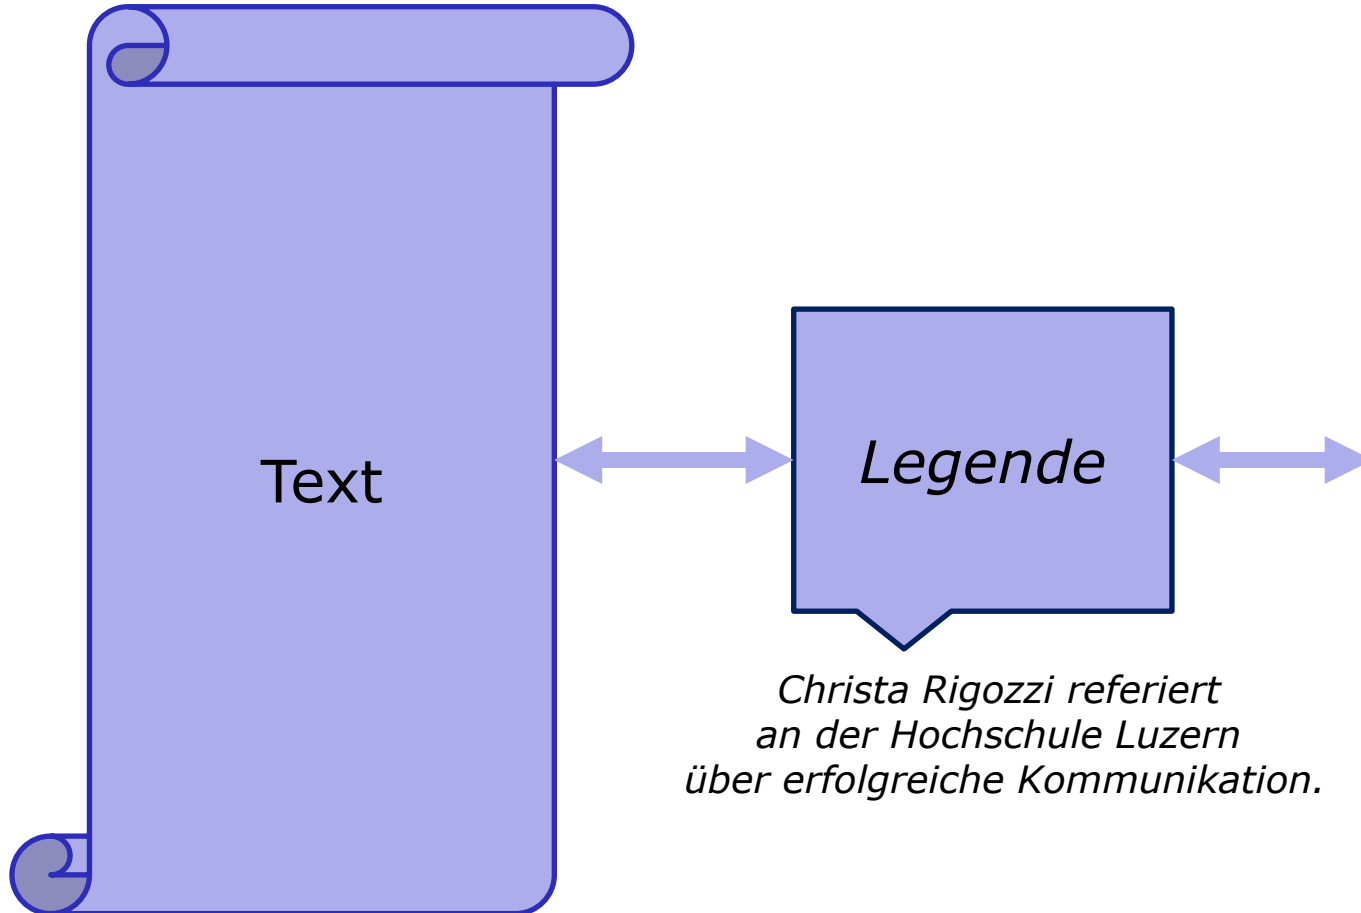 Text
Legende
Christa Rigozzi referiert
an der Hochschule Luzern
über erfolgreiche Kommunikation.